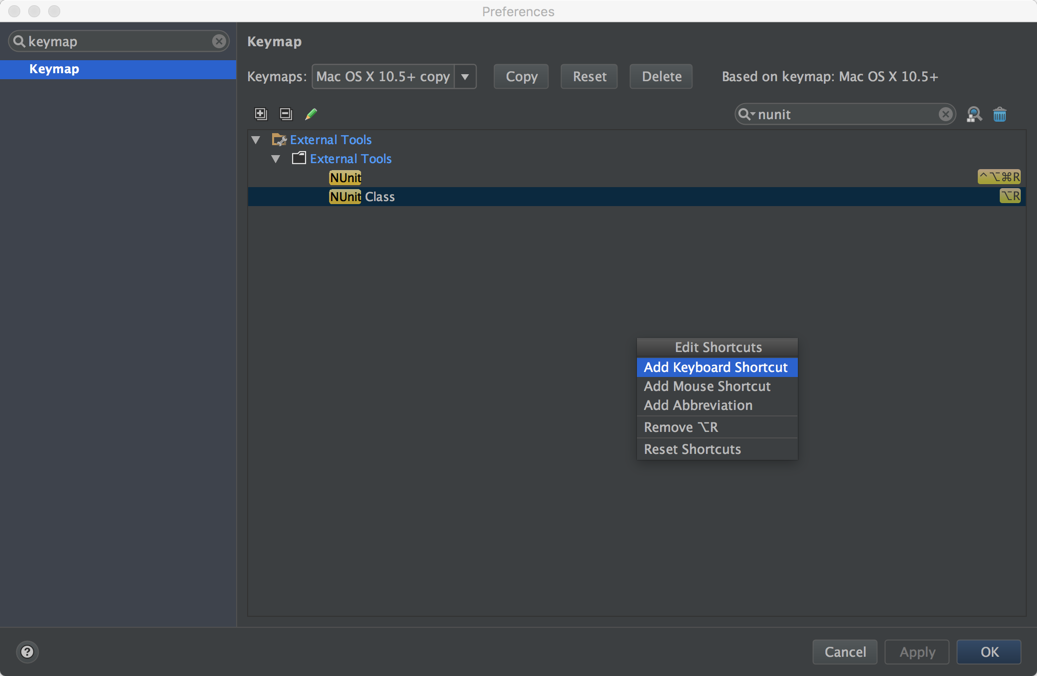 Preferences
keymap
Keymap
Keymap
Keymaps: Mac OS X 10.5+ copy Copy Reset Delete Based on keymap: Mac OS X 10.5+
nunit
External Tools
External Tools
NUnit ^⌥⌘R
NUnit Class ⌥R
Edit Shortcuts
Add Keyboard Shortcut
Add Mouse Shortcut
Add Abbreviation
Remove ⌥R
Reset Shortcuts
? Cancel Apply OK